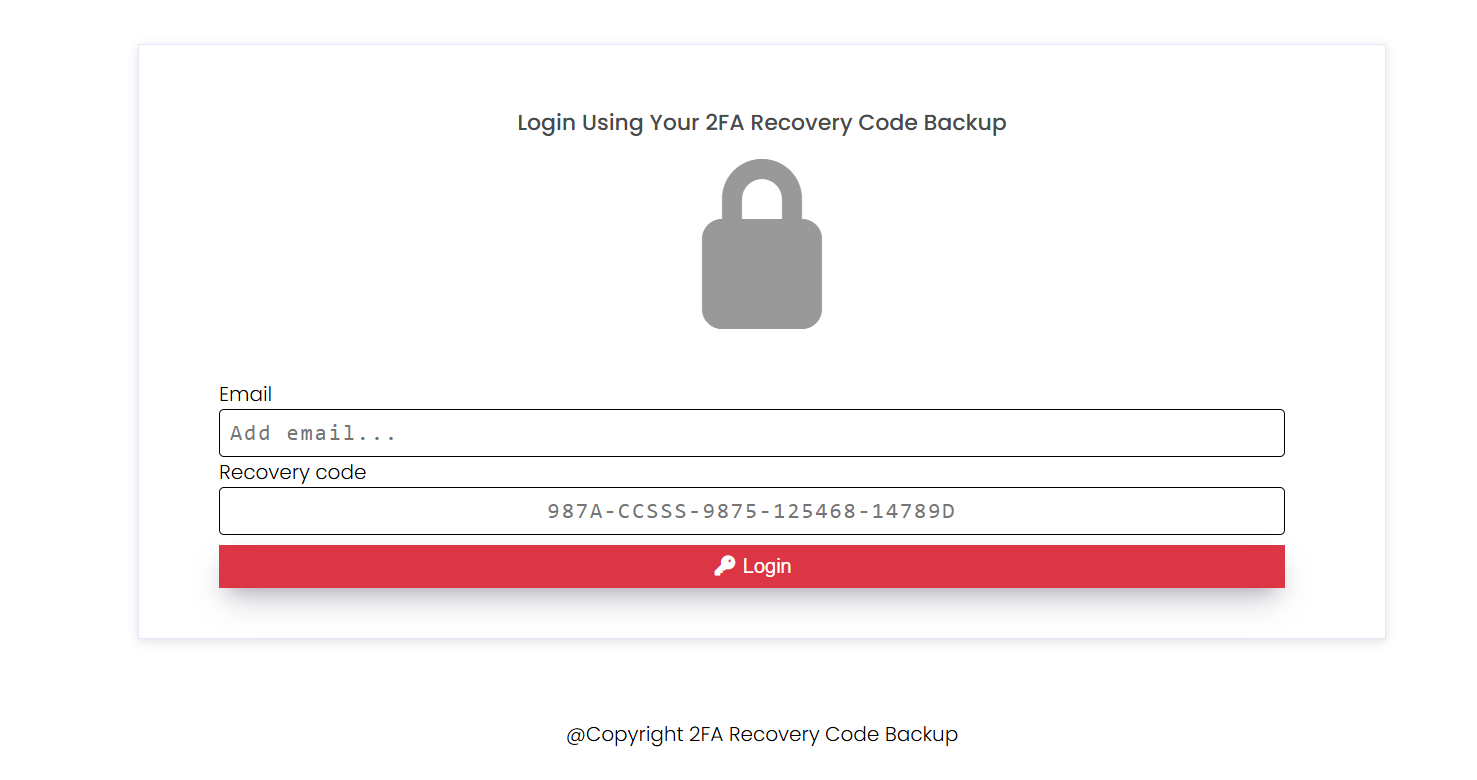 Login Using Your 2FA Recovery Code Backup
Email
Add email...
Recovery code
987A-CCSSS-9875-125468-14789D
Login
@Copyright 2FA Recovery Code Backup